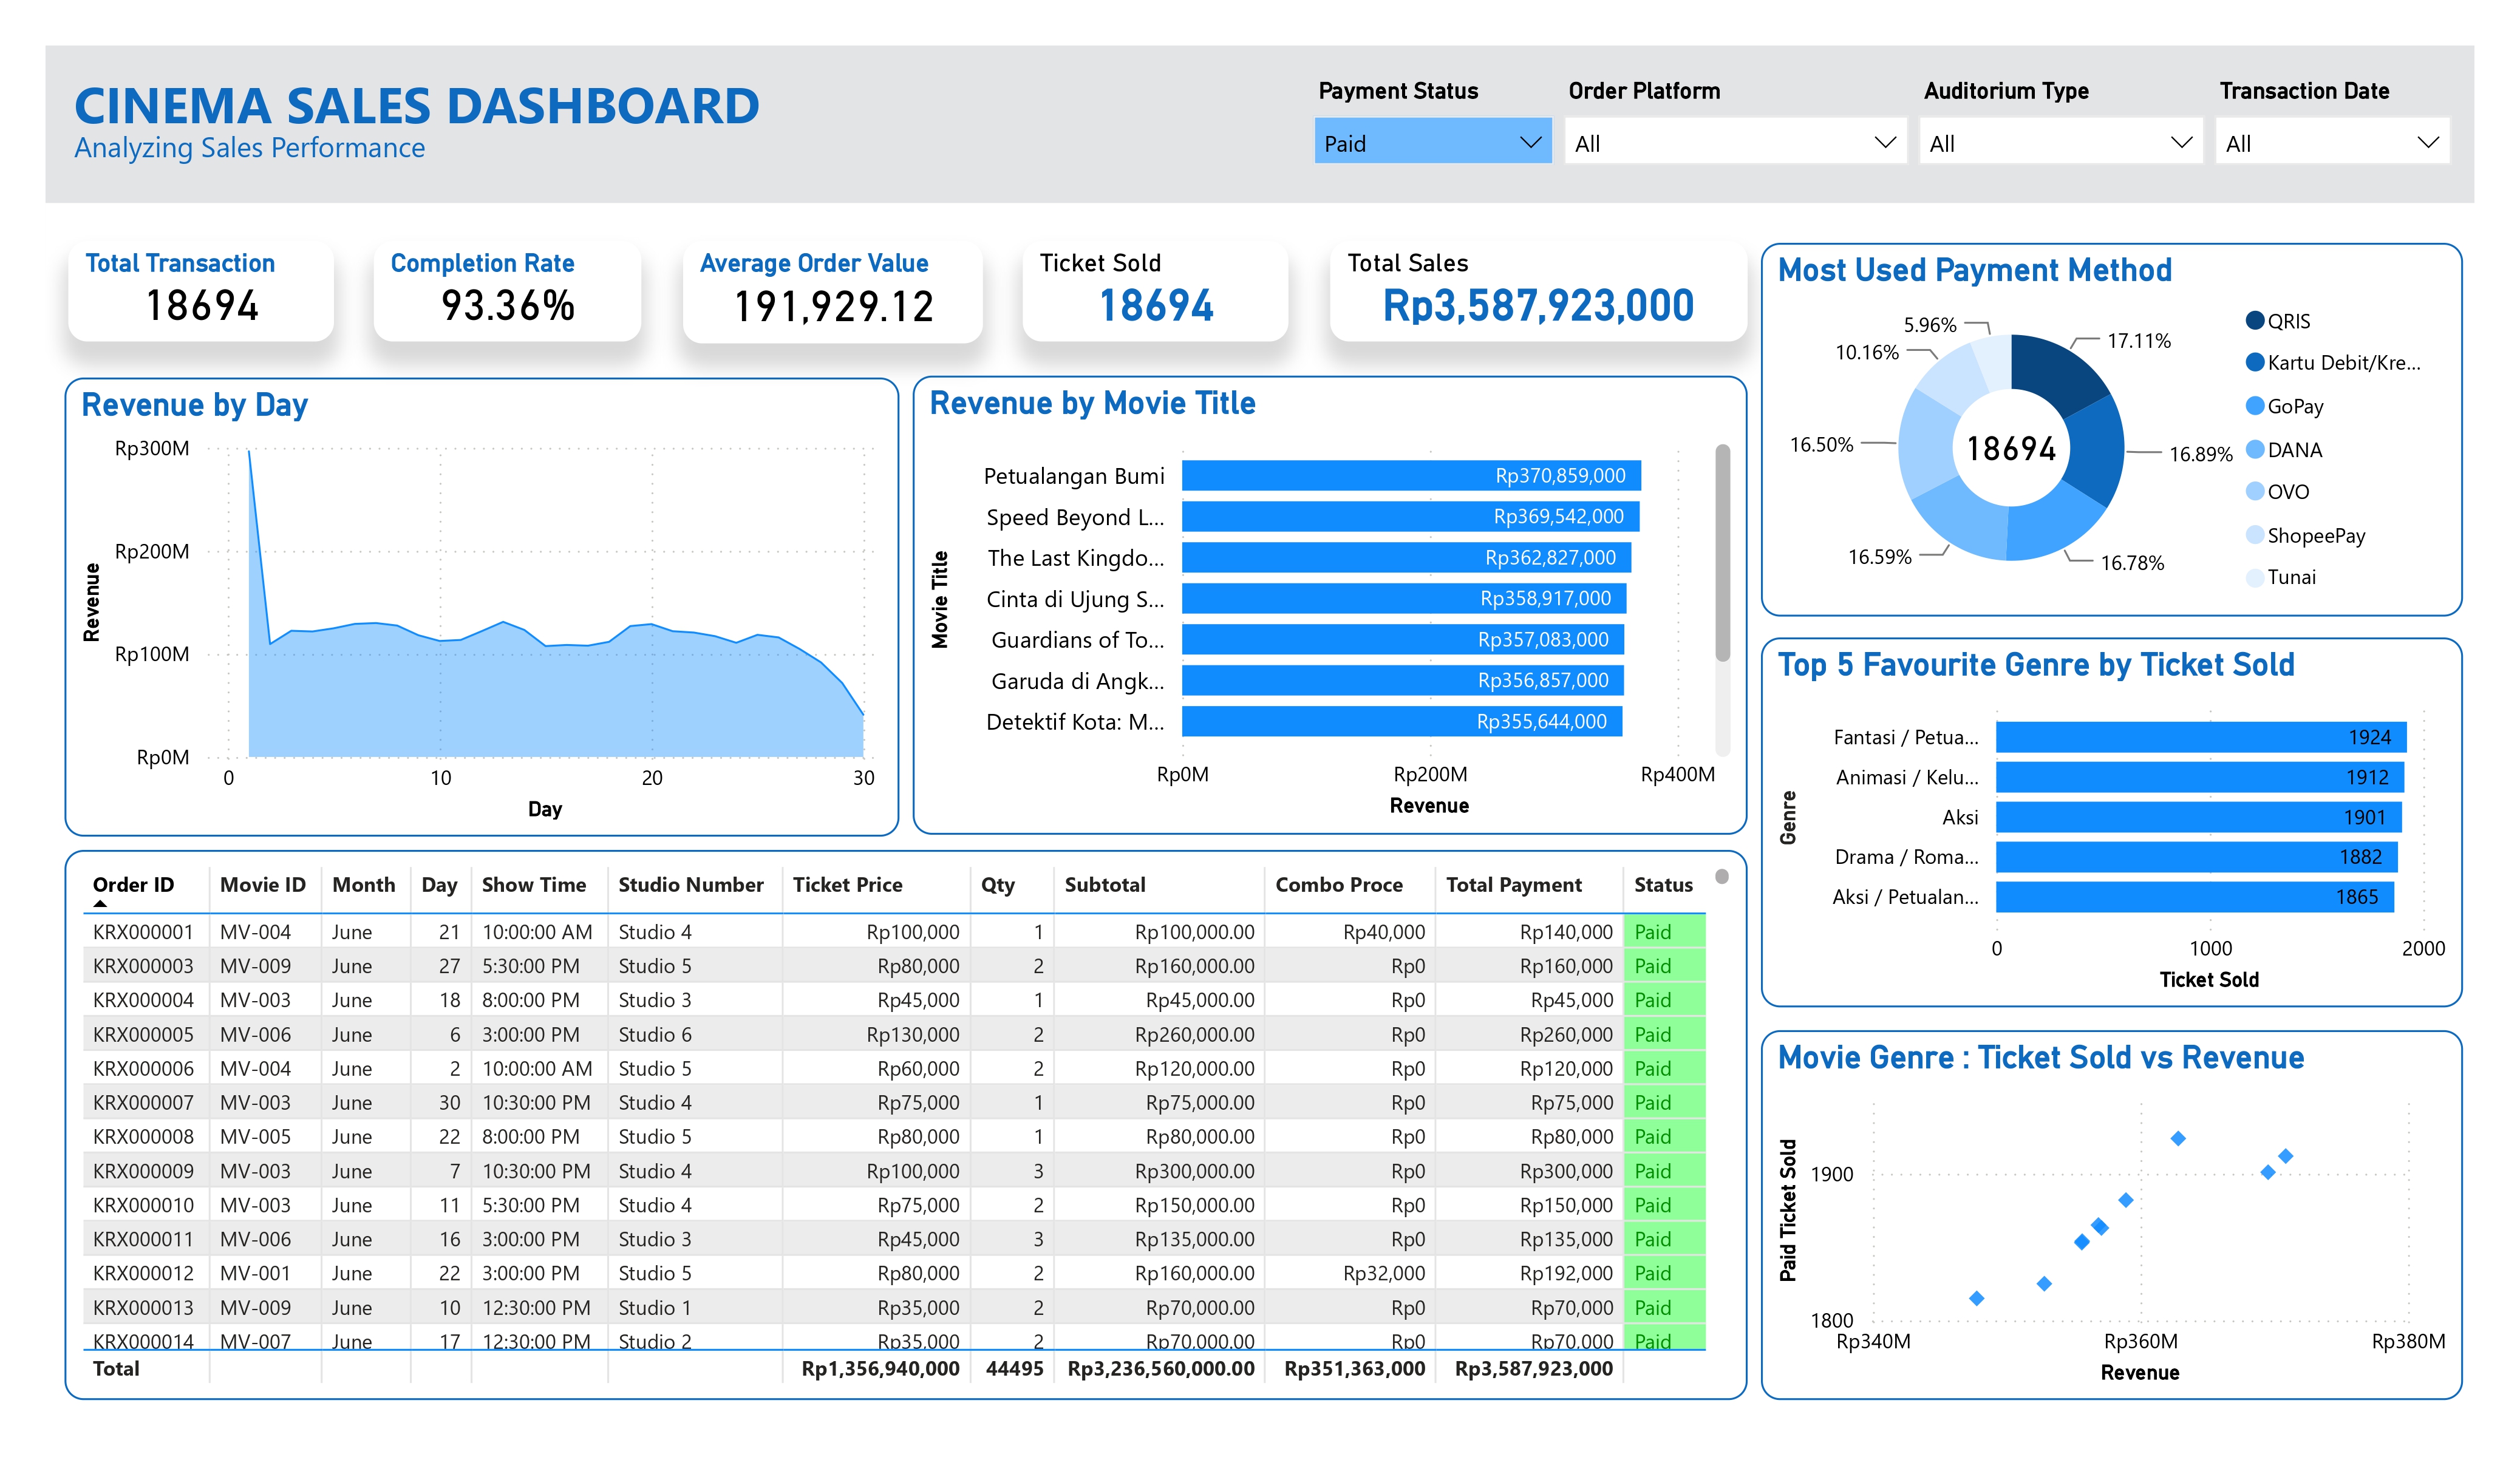 CINEMA SALES DASHBOARD
Analyzing Sales Performance
Payment Status
Paid
Order Platform
All
Auditorium Type
All
Transaction Date
All
Total Transaction
18694
Completion Rate
93.36%
Average Order Value
191,929.12
Ticket Sold
18694
Total Sales
Rp3,587,923,000
Revenue by Day
Revenue
Rp300M
Rp200M
Rp100M
Rp0M
0 10 20 30
Day
Revenue by Movie Title
Movie Title
Petualangan Bumi Rp370,859,000
Speed Beyond L... Rp369,542,000
The Last Kingdo... Rp362,827,000
Cinta di Ujung S... Rp358,917,000
Guardians of To... Rp357,083,000
Garuda di Angk... Rp356,857,000
Detektif Kota: M... Rp355,644,000
Rp0M Rp200M Rp400M
Revenue
Most Used Payment Method
5.96%
10.16%
16.50%
16.59%
17.11%
16.89%
16.78%
18694
QRIS
Kartu Debit/Kre...
GoPay
DANA
OVO
ShopeePay
Tunai
Top 5 Favourite Genre by Ticket Sold
Genre
Fantasi / Petua... 1924
Animasi / Kelu... 1912
Aksi 1901
Drama / Roma... 1882
Aksi / Petualan... 1865
0 1000 2000
Ticket Sold
Movie Genre : Ticket Sold vs Revenue
Paid Ticket Sold
1900
1800
Rp340M Rp360M Rp380M
Revenue
Order ID Movie ID Month Day Show Time Studio Number Ticket Price Qty Subtotal Combo Proce Total Payment Status
KRX000001 MV-004 June 21 10:00:00 AM Studio 4 Rp100,000 1 Rp100,000.00 Rp40,000 Rp140,000 Paid
KRX000003 MV-009 June 27 5:30:00 PM Studio 5 Rp80,000 2 Rp160,000.00 Rp0 Rp160,000 Paid
KRX000004 MV-003 June 18 8:00:00 PM Studio 3 Rp45,000 1 Rp45,000.00 Rp0 Rp45,000 Paid
KRX000005 MV-006 June 6 3:00:00 PM Studio 6 Rp130,000 2 Rp260,000.00 Rp0 Rp260,000 Paid
KRX000006 MV-004 June 2 10:00:00 AM Studio 5 Rp60,000 2 Rp120,000.00 Rp0 Rp120,000 Paid
KRX000007 MV-003 June 30 10:30:00 PM Studio 4 Rp75,000 1 Rp75,000.00 Rp0 Rp75,000 Paid
KRX000008 MV-005 June 22 8:00:00 PM Studio 5 Rp80,000 1 Rp80,000.00 Rp0 Rp80,000 Paid
KRX000009 MV-003 June 7 10:30:00 PM Studio 4 Rp100,000 3 Rp300,000.00 Rp0 Rp300,000 Paid
KRX000010 MV-003 June 11 5:30:00 PM Studio 4 Rp75,000 2 Rp150,000.00 Rp0 Rp150,000 Paid
KRX000011 MV-006 June 16 3:00:00 PM Studio 3 Rp45,000 3 Rp135,000.00 Rp0 Rp135,000 Paid
KRX000012 MV-001 June 22 3:00:00 PM Studio 5 Rp80,000 2 Rp160,000.00 Rp32,000 Rp192,000 Paid
KRX000013 MV-009 June 10 12:30:00 PM Studio 1 Rp35,000 2 Rp70,000.00 Rp0 Rp70,000 Paid
KRX000014 MV-007 June 17 12:30:00 PM Studio 2 Rp35,000 2 Rp70,000.00 Rp0 Rp70,000 Paid
Total Rp1,356,940,000 44495 Rp3,236,560,000.00 Rp351,363,000 Rp3,587,923,000